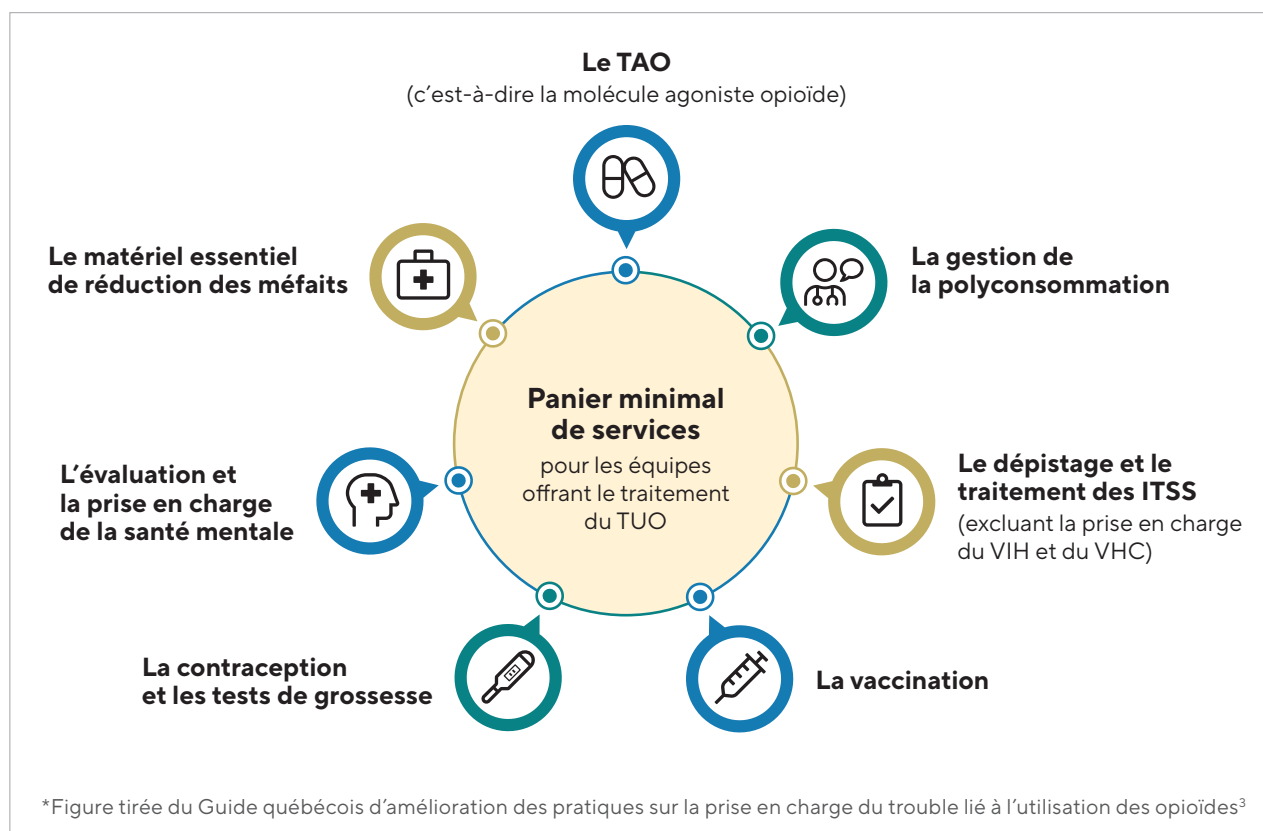 Le TAO
(c'est-à-dire la molécule agoniste opioïde)
Le matériel essentiel
de réduction des méfaits
La gestion de
la polyconsommation
Panier minimal
de services
pour les équipes
offrant le traitement
du TUO
L'évaluation et
la prise en charge
de la santé mentale
Le dépistage et le
traitement des ITSS
(excluant la prise en charge
du VIH et du VHC)
La contraception
et les tests de grossesse
La vaccination
*Figure tirée du Guide québécois d'amélioration des pratiques sur la prise en charge du trouble lié à l'utilisation des opioïdes³